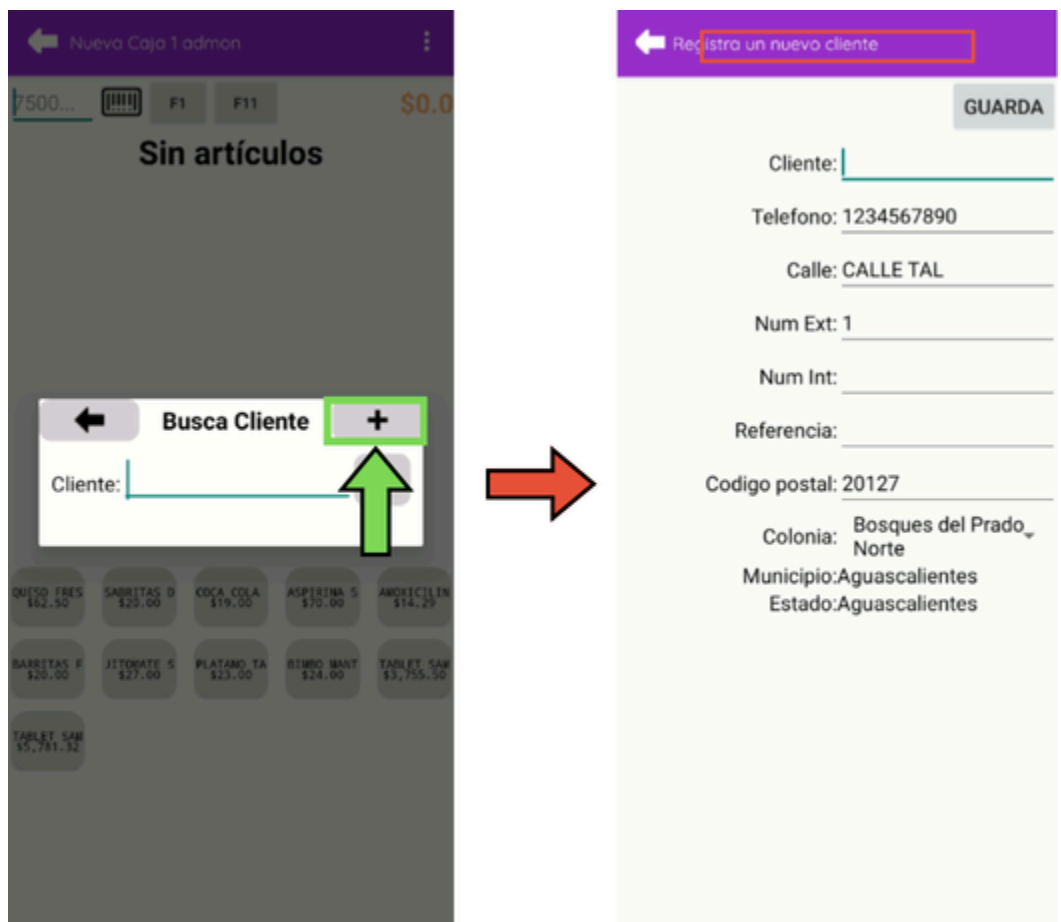 Nueva Caja 1 admon
7500... F1 F11 $0.0
Sin artículos
Busca Cliente +
Cliente:
QUESO FRES SABRITAS D COCA COLA ASPIRINA S AMOXICILIN
$62.50 $20.00 $19.00 $70.00 $14.29
BARRITAS F JITOMATE S PLATANO TA BIMBO MANT TABLET SAM
$20.00 $27.00 $23.00 $24.00 $3,755.50
TABLET SAM
$5,781.32
Registra un nuevo cliente
GUARDA
Cliente:
Telefono: 1234567890
Calle: CALLE TAL
Num Ext: 1
Num Int:
Referencia:
Codigo postal: 20127
Colonia: Bosques del Prado
Norte
Municipio:Aguascalientes
Estado:Aguascalientes